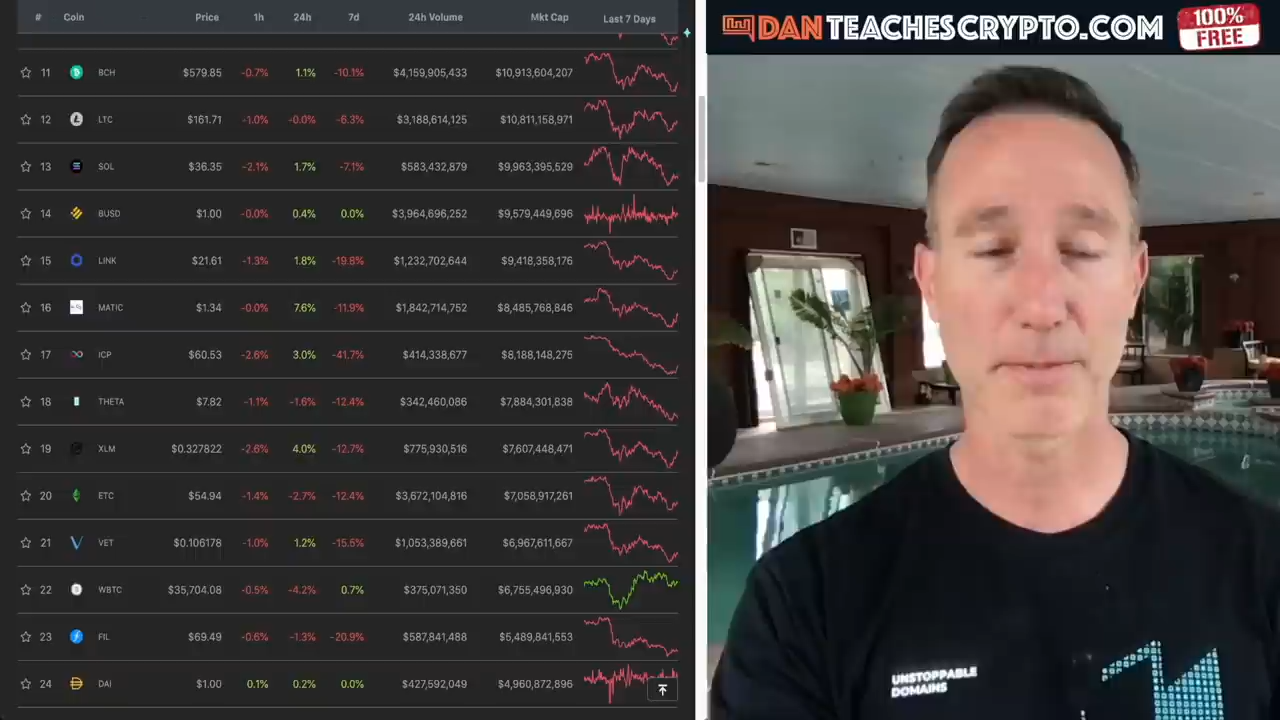 # Coin Price 1h 24h 7d 24h Volume Mkt Cap Last 7 Days
11 BCH $579.85 -0.7% 1.1% -10.1% $4,159,905,433 $10,913,604,207
12 LTC $161.71 -1.0% -0.0% -6.3% $3,188,614,125 $10,811,158,971
13 SOL $36.35 -2.1% 1.7% -7.1% $583,432,879 $9,963,395,529
14 BUSD $1.00 -0.0% 0.4% 0.0% $3,964,696,252 $9,579,449,696
15 LINK $21.61 -1.3% 1.8% -19.8% $1,232,702,644 $9,418,358,176
16 MATIC $1.34 -0.0% 7.6% -11.9% $1,842,714,752 $8,485,768,846
17 ICP $60.53 -2.6% 3.0% -41.7% $414,338,677 $8,188,148,275
18 THETA $7.82 -1.1% -1.6% -12.4% $342,460,086 $7,884,301,838
19 XLM $0.327822 -2.6% 4.0% -12.7% $775,930,516 $7,607,448,471
20 ETC $54.94 -1.4% -2.7% -12.4% $3,672,104,816 $7,058,917,261
21 VET $0.106178 -1.0% 1.2% -15.5% $1,053,389,661 $6,967,611,667
22 WBTC $35,704.08 -0.5% -4.2% 0.7% $375,071,350 $6,755,496,930
23 FIL $69.49 -0.6% -1.3% -20.9% $587,841,488 $5,489,841,553
24 DAI $1.00 0.1% 0.2% 0.0% $427,592,049 $4,960,872,896
DANTEACHESCRYPTO.COM
100%
FREE
UNSTOPPABLE
DOMAINS